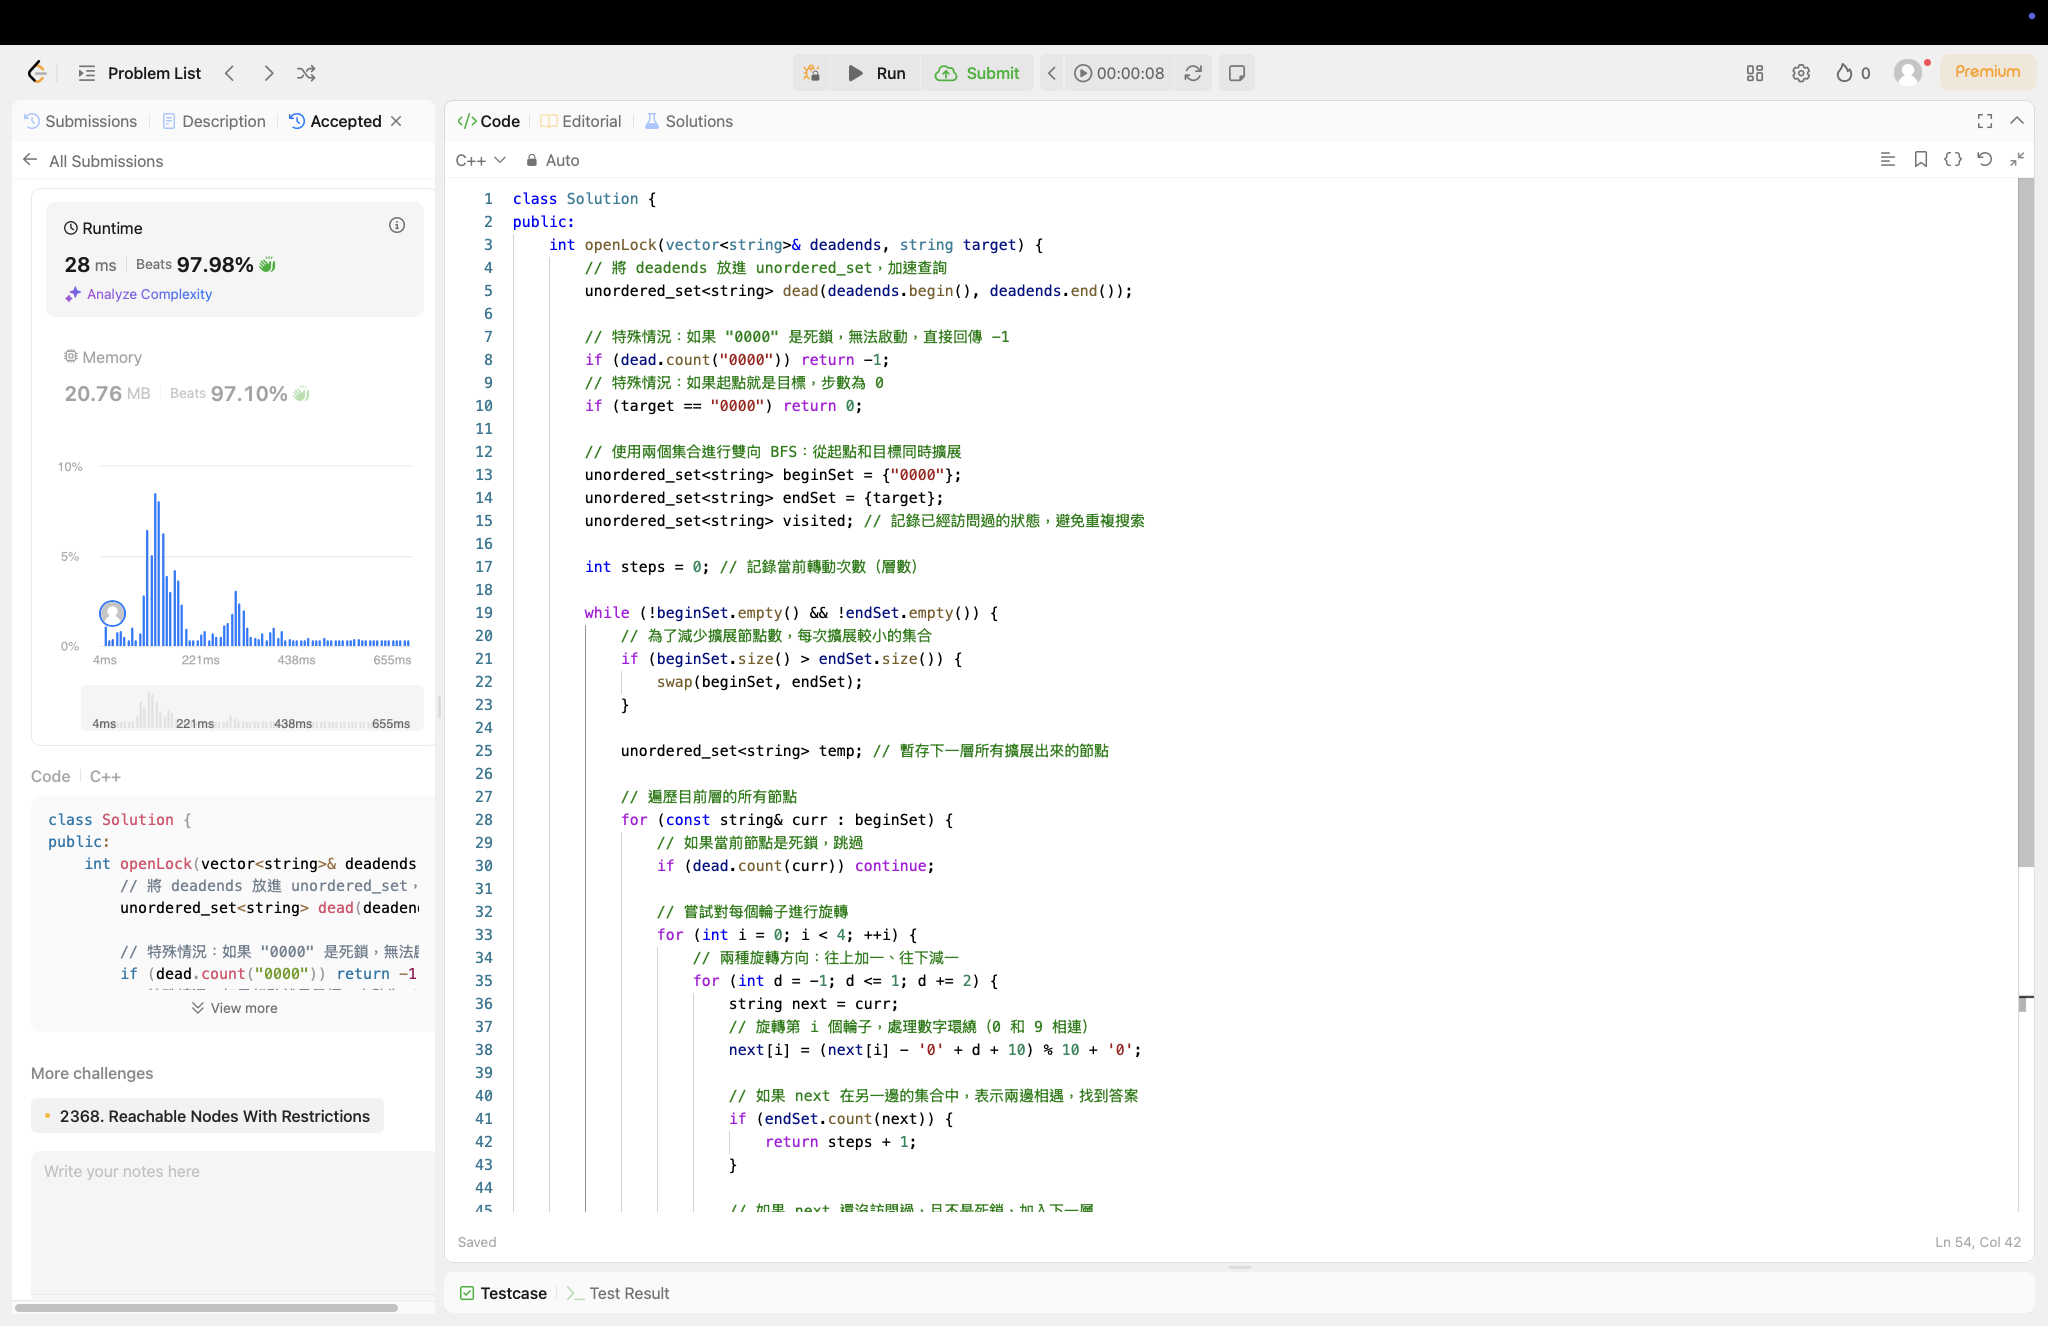 Problem List
Run
Submit
00:00:08
0
Premium
Submissions
Description
Accepted
All Submissions
Runtime
28 ms
Beats 97.98%
Analyze Complexity
Memory
20.76 MB
Beats 97.10%
10%
5%
0%
4ms 221ms 438ms 655ms
4ms 221ms 438ms 655ms
Code
C++
class Solution {
public:
    int openLock(vector<string>& deadends
        // 將 deadends 放進 unordered_set，
        unordered_set<string> dead(deaden
        // 特殊情況：如果 "0000" 是死鎖，無法
        if (dead.count("0000")) return -1
View more
More challenges
2368. Reachable Nodes With Restrictions
Write your notes here
Code
Editorial
Solutions
C++
Auto
1 class Solution {
2 public:
3     int openLock(vector<string>& deadends, string target) {
4         // 將 deadends 放進 unordered_set，加速查詢
5         unordered_set<string> dead(deadends.begin(), deadends.end());
6
7         // 特殊情況：如果 "0000" 是死鎖，無法啟動，直接回傳 -1
8         if (dead.count("0000")) return -1;
9         // 特殊情況：如果起點就是目標，步數為 0
10         if (target == "0000") return 0;
11
12         // 使用兩個集合進行雙向 BFS：從起點和目標同時擴展
13         unordered_set<string> beginSet = {"0000"};
14         unordered_set<string> endSet = {target};
15         unordered_set<string> visited; // 記錄已經訪問過的狀態，避免重複搜索
16
17         int steps = 0; // 記錄當前轉動次數（層數）
18
19         while (!beginSet.empty() && !endSet.empty()) {
20             // 為了減少擴展節點數，每次擴展較小的集合
21             if (beginSet.size() > endSet.size()) {
22                 swap(beginSet, endSet);
23             }
24
25             unordered_set<string> temp; // 暫存下一層所有擴展出來的節點
26
27             // 遍歷目前層的所有節點
28             for (const string& curr : beginSet) {
29                 // 如果當前節點是死鎖，跳過
30                 if (dead.count(curr)) continue;
31
32                 // 嘗試對每個輪子進行旋轉
33                 for (int i = 0; i < 4; ++i) {
34                     // 兩種旋轉方向：往上加一、往下減一
35                     for (int d = -1; d <= 1; d += 2) {
36                         string next = curr;
37                         // 旋轉第 i 個輪子，處理數字環繞（0 和 9 相連）
38                         next[i] = (next[i] - '0' + d + 10) % 10 + '0';
39
40                         // 如果 next 在另一邊的集合中，表示兩邊相遇，找到答案
41                         if (endSet.count(next)) {
42                             return steps + 1;
43                         }
44
45                         // 如果 next 還沒訪問過，且不是死鎖，加入下一層
Saved
Ln 54, Col 42
Testcase
Test Result